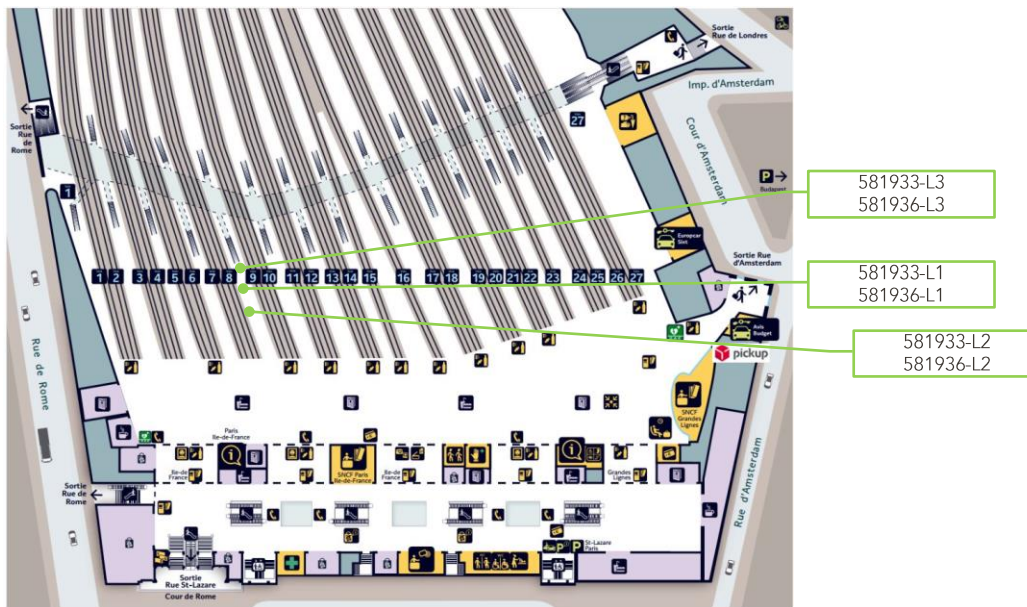 Sortie
Rue de Londres
Imp. d'Amsterdam
27
Sortie
Rue
de
Rome
Cour d'Amsterdam
P
Budapest
1
581933-L3
581936-L3
Europcar
Sixt
Sortie Rue
d'Amsterdam
1 2 3 4 5 6 7 8 9 10 11 12 13 14 15 16 17 18 19 20 21 22 23 24 25 26 27
581933-L1
581936-L1
Avis
Budget
581933-L2
581936-L2
pickup
Rue de Rome
SNCF
Grandes
Lignes
Paris
Ile-de-France
Ile-de-
France
SNCF Paris
Ile-de-France
Ile-de-
France
Grandes
Lignes
Sortie
Rue de
Rome
Rue d'Amsterdam
St-Lazare
Paris
P P
Sortie
Rue St-Lazare
Cour de Rome